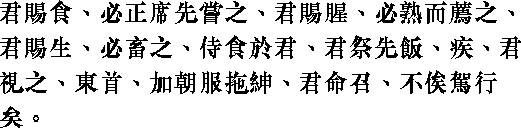 君賜食、必正席先嘗之、君賜腥、必熟而薦之、
君賜生、必畜之、侍食於君、君祭先飯、疾、君
視之、東首、加朝服拖紳、君命召、不俟駕行
矣。